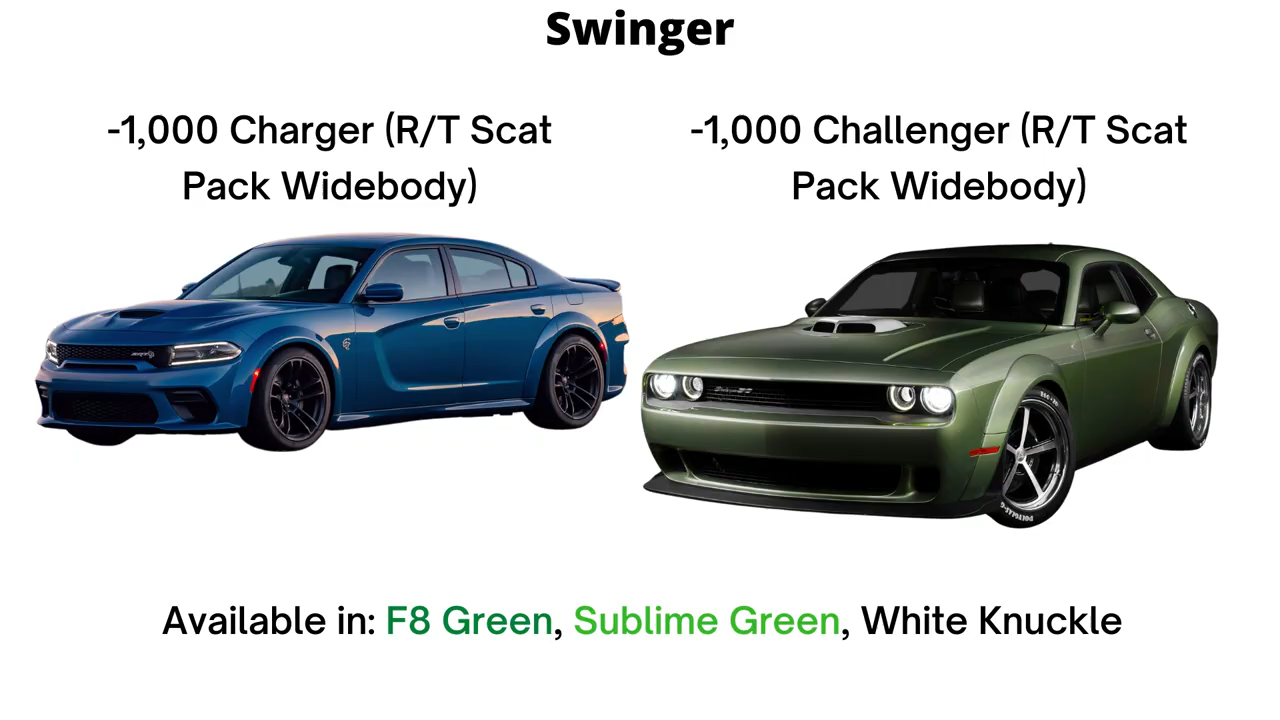 Swinger
-1,000 Charger (R/T Scat
Pack Widebody)
-1,000 Challenger (R/T Scat
Pack Widebody)
Available in: F8 Green, Sublime Green, White Knuckle